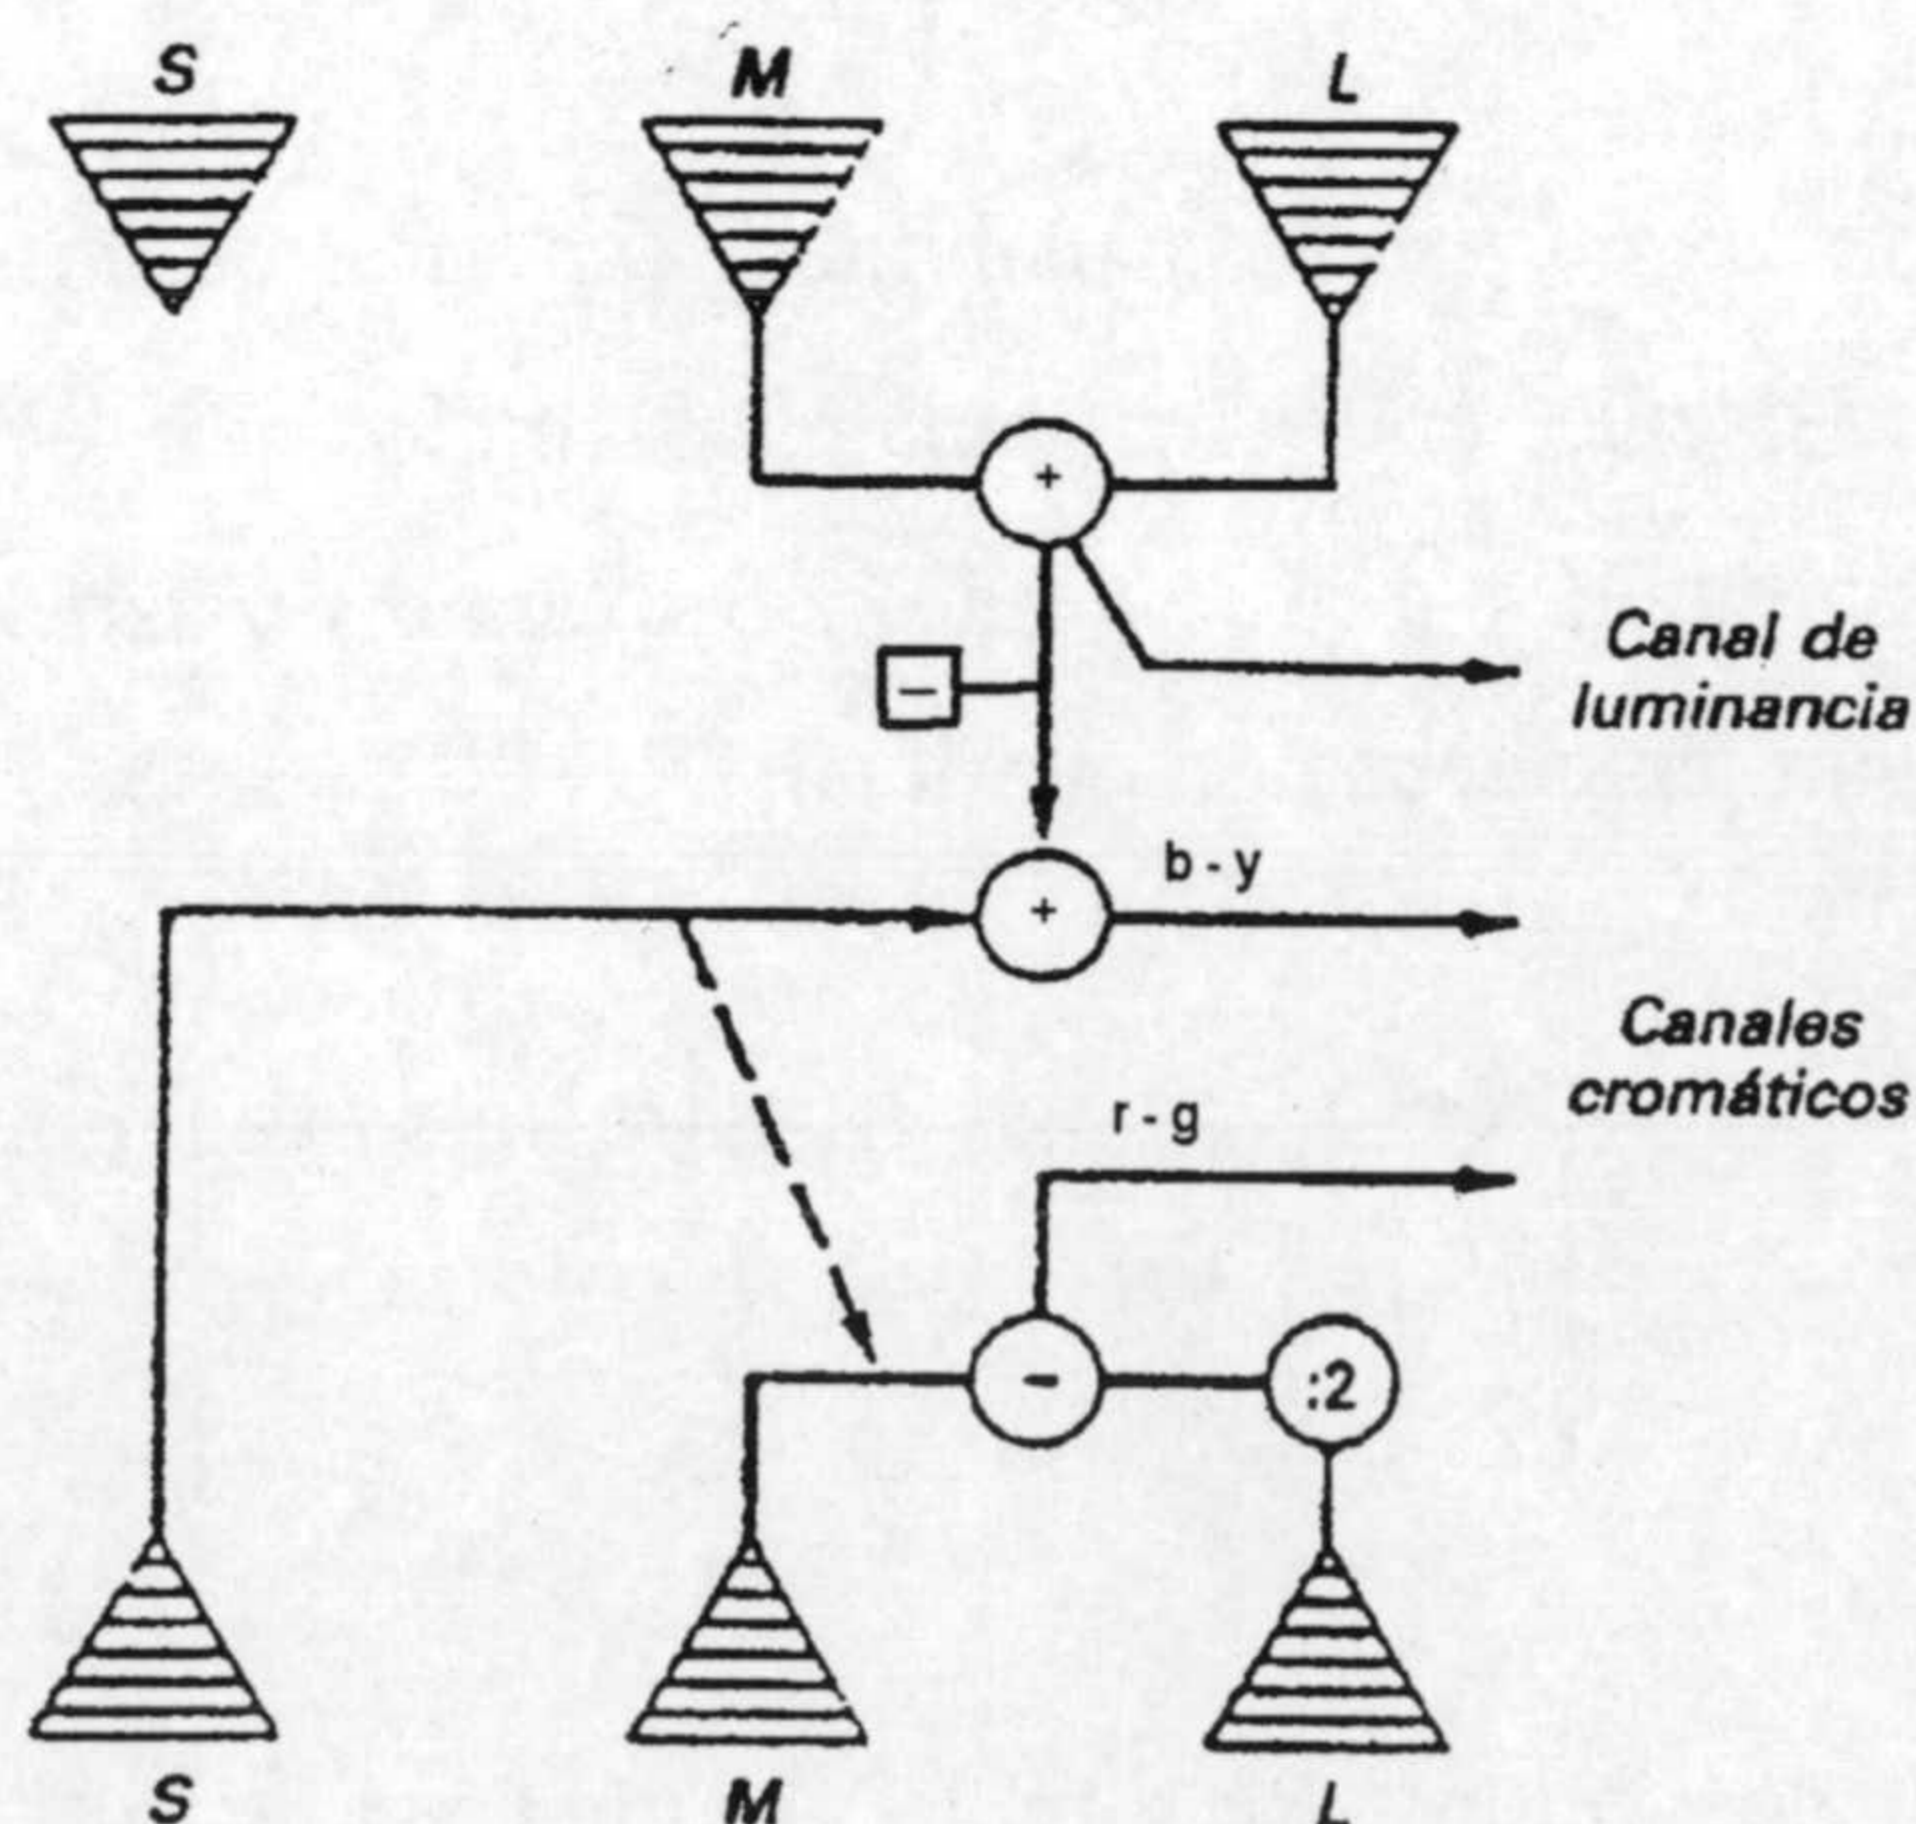 S
M
L
+
Canal de
luminancia
−
b - y
+
Canales
cromáticos
r - g
-
:2
S
M
L